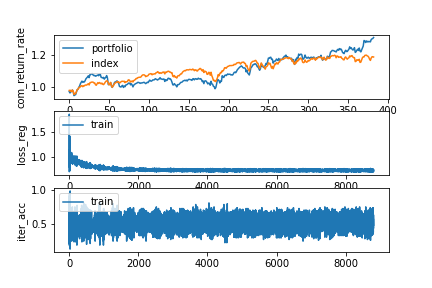 com_return_rate
portfolio
index
1.2
1.0
0 50 100 150 200 250 300 350 400
loss_reg
train
1.5
1.0
0 2000 4000 6000 8000
iter_acc
train
1.0
0.5
0 2000 4000 6000 8000